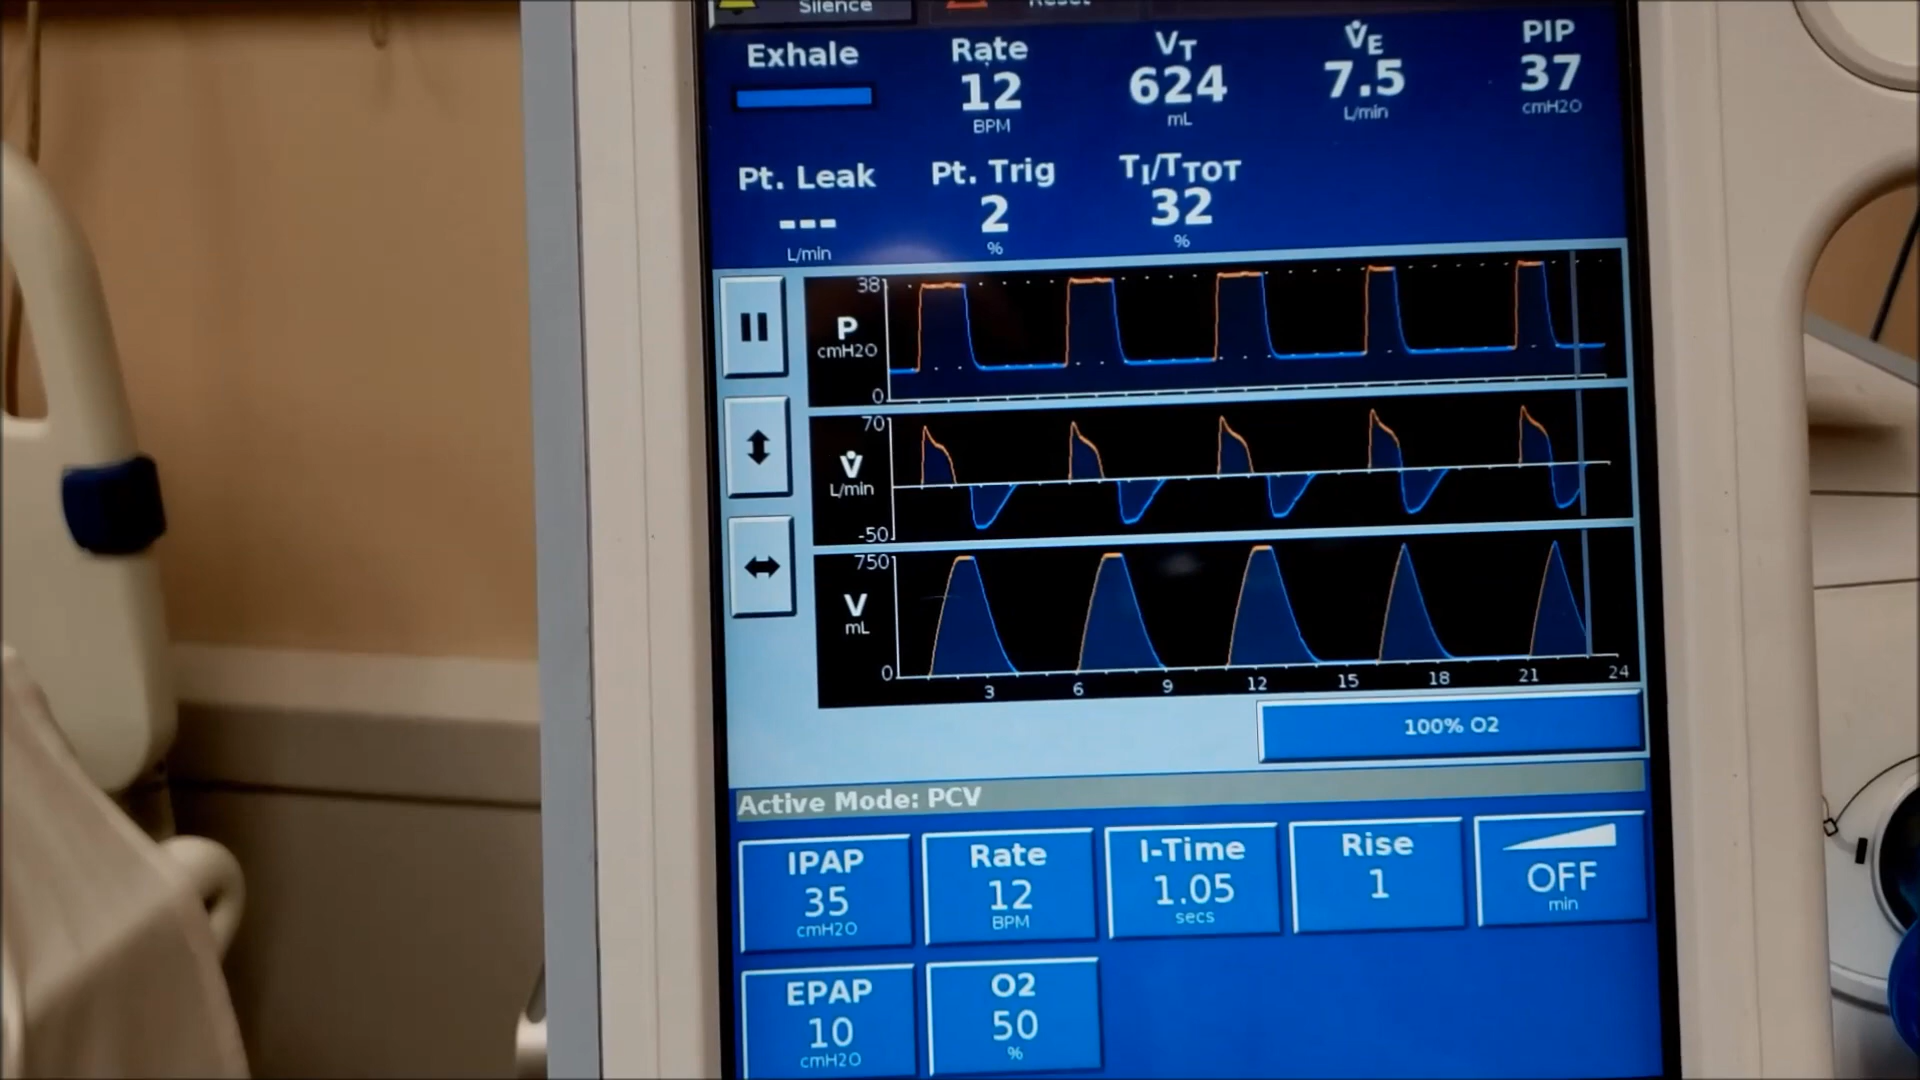 Silence Reset
Exhale Rate VT V̇E PIP
12 624 7.5 37
BPM mL L/min cmH2O
Pt. Leak Pt. Trig TI/TTOT
--- 2 32
L/min % %
38
P
cmH2O
0
70
V̇
L/min
-50
750
V
mL
0
3 6 9 12 15 18 21 24
100% O2
Active Mode: PCV
IPAP Rate I-Time Rise
35 12 1.05 1 OFF
cmH2O BPM secs min
EPAP O2
10 50
cmH2O %